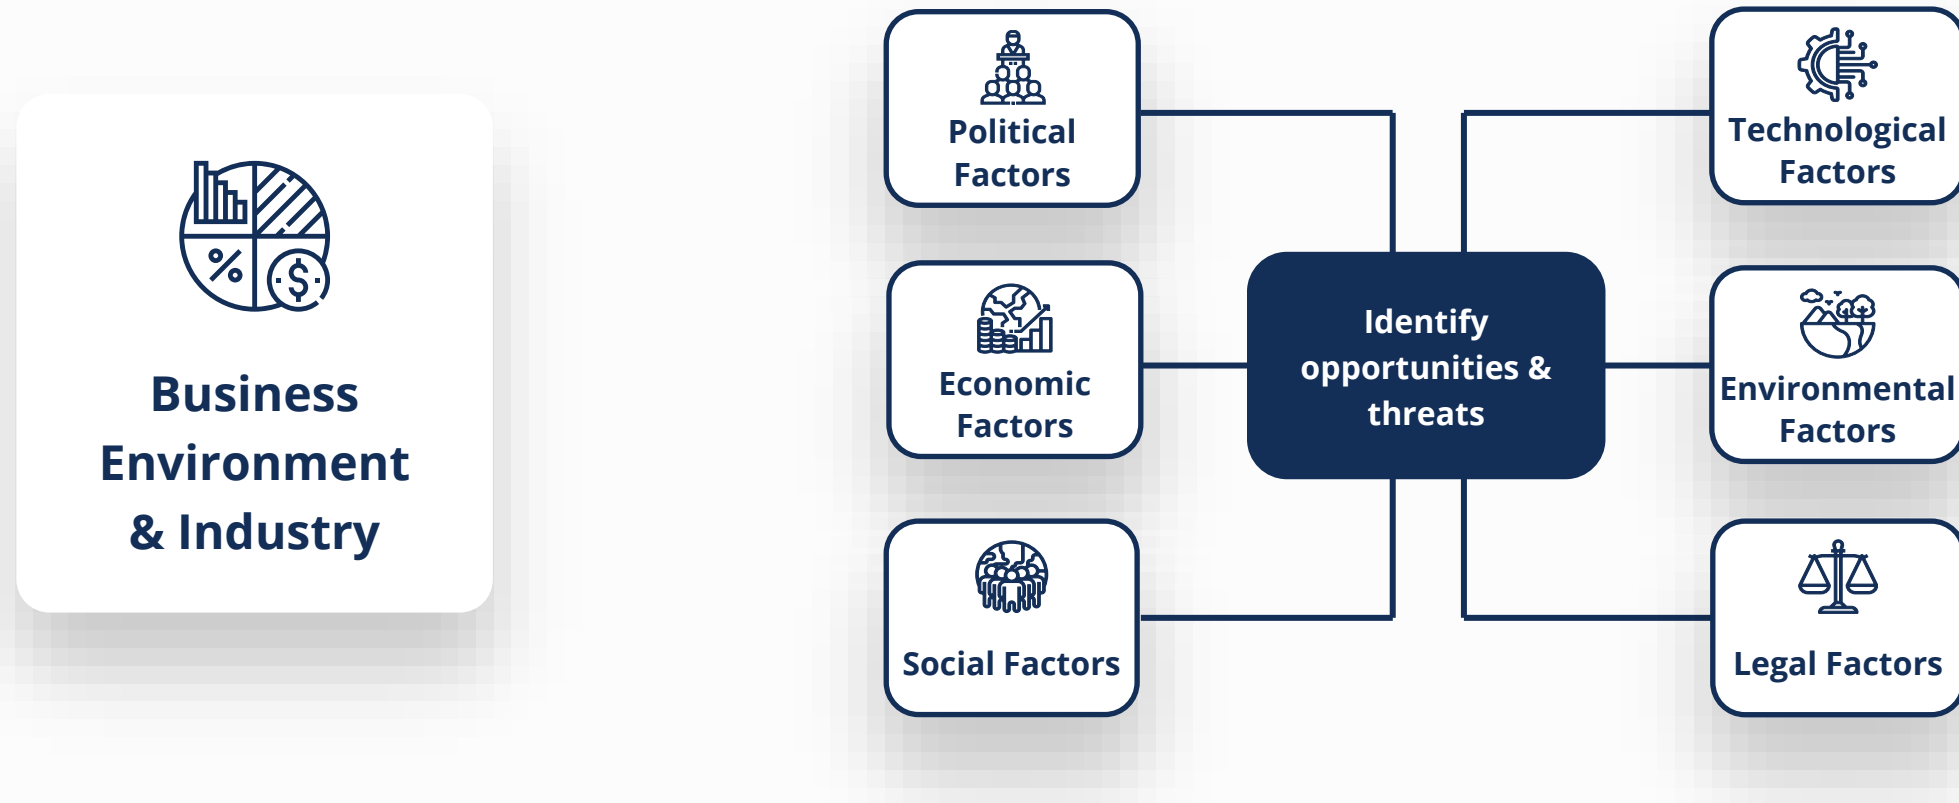 Business
Environment
& Industry
Political
Factors
Economic
Factors
Social Factors
Identify
opportunities &
threats
Technological
Factors
Environmental
Factors
Legal Factors